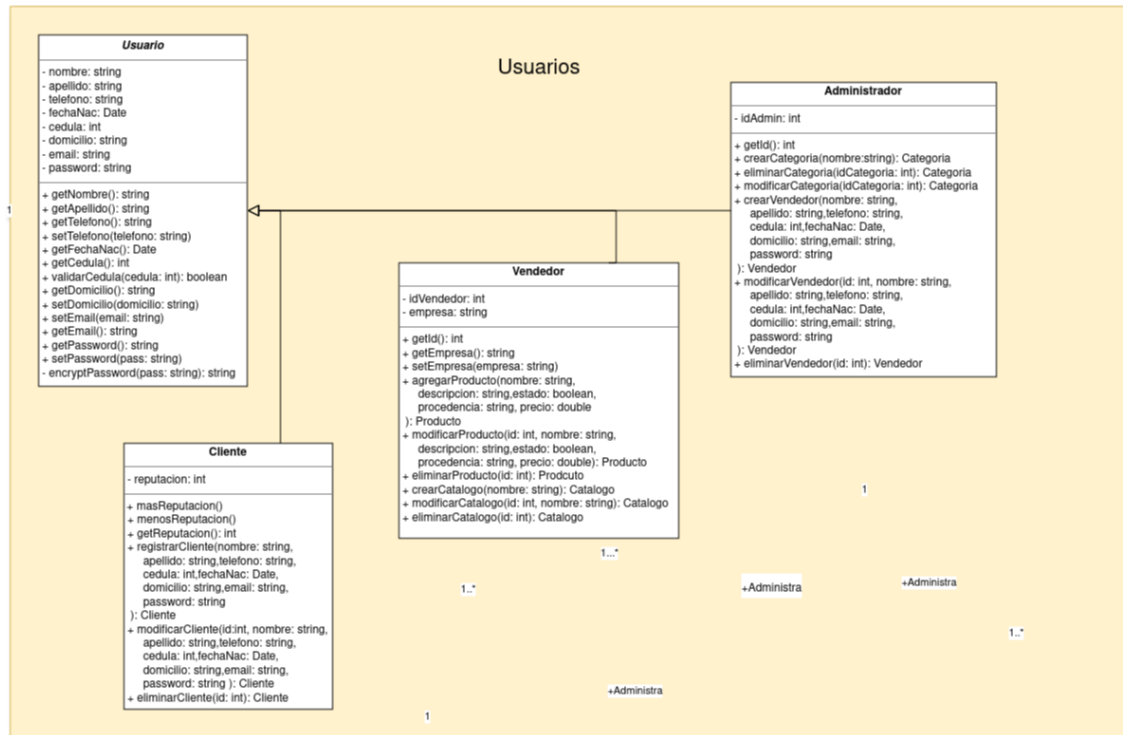 Usuarios
Usuario
- nombre: string
- apellido: string
- telefono: string
- fechaNac: Date
- cedula: int
- domicilio: string
- email: string
- password: string
+ getNombre(): string
+ getApellido(): string
+ getTelefono(): string
+ setTelefono(telefono: string)
+ getFechaNac(): Date
+ getCedula(): int
+ validarCedula(cedula: int): boolean
+ getDomicilio(): string
+ setDomicilio(domicilio: string)
+ setEmail(email: string)
+ getEmail(): string
+ getPassword(): string
+ setPassword(pass: string)
- encryptPassword(pass: string): string
1
Administrador
- idAdmin: int
+ getId(): int
+ crearCategoria(nombre:string): Categoria
+ eliminarCategoria(idCategoria: int): Categoria
+ modificarCategoria(idCategoria: int): Categoria
+ crearVendedor(nombre: string,
apellido: string,telefono: string,
cedula: int,fechaNac: Date,
domicilio: string,email: string,
password: string
): Vendedor
+ modificarVendedor(id: int, nombre: string,
apellido: string,telefono: string,
cedula: int,fechaNac: Date,
domicilio: string,email: string,
password: string
): Vendedor
+ eliminarVendedor(id: int): Vendedor
Vendedor
- idVendedor: int
- empresa: string
+ getId(): int
+ getEmpresa(): string
+ setEmpresa(empresa: string)
+ agregarProducto(nombre: string,
descripcion: string,estado: boolean,
procedencia: string, precio: double
): Producto
+ modificarProducto(id: int, nombre: string,
descripcion: string,estado: boolean,
procedencia: string, precio: double): Producto
+ eliminarProducto(id: int): Prodcuto
+ crearCatalogo(nombre: string): Catalogo
+ modificarCatalogo(id: int, nombre: string): Catalogo
+ eliminarCatalogo(id: int): Catalogo
Cliente
- reputacion: int
+ masReputacion()
+ menosReputacion()
+ getReputacion(): int
+ registrarCliente(nombre: string,
apellido: string,telefono: string,
cedula: int,fechaNac: Date,
domicilio: string,email: string,
password: string
): Cliente
+ modificarCliente(id:int, nombre: string,
apellido: string,telefono: string,
cedula: int,fechaNac: Date,
domicilio: string,email: string,
password: string ): Cliente
+ eliminarCliente(id: int): Cliente
1
1...*
1..*
+Administra
+Administra
1..*
+Administra
1